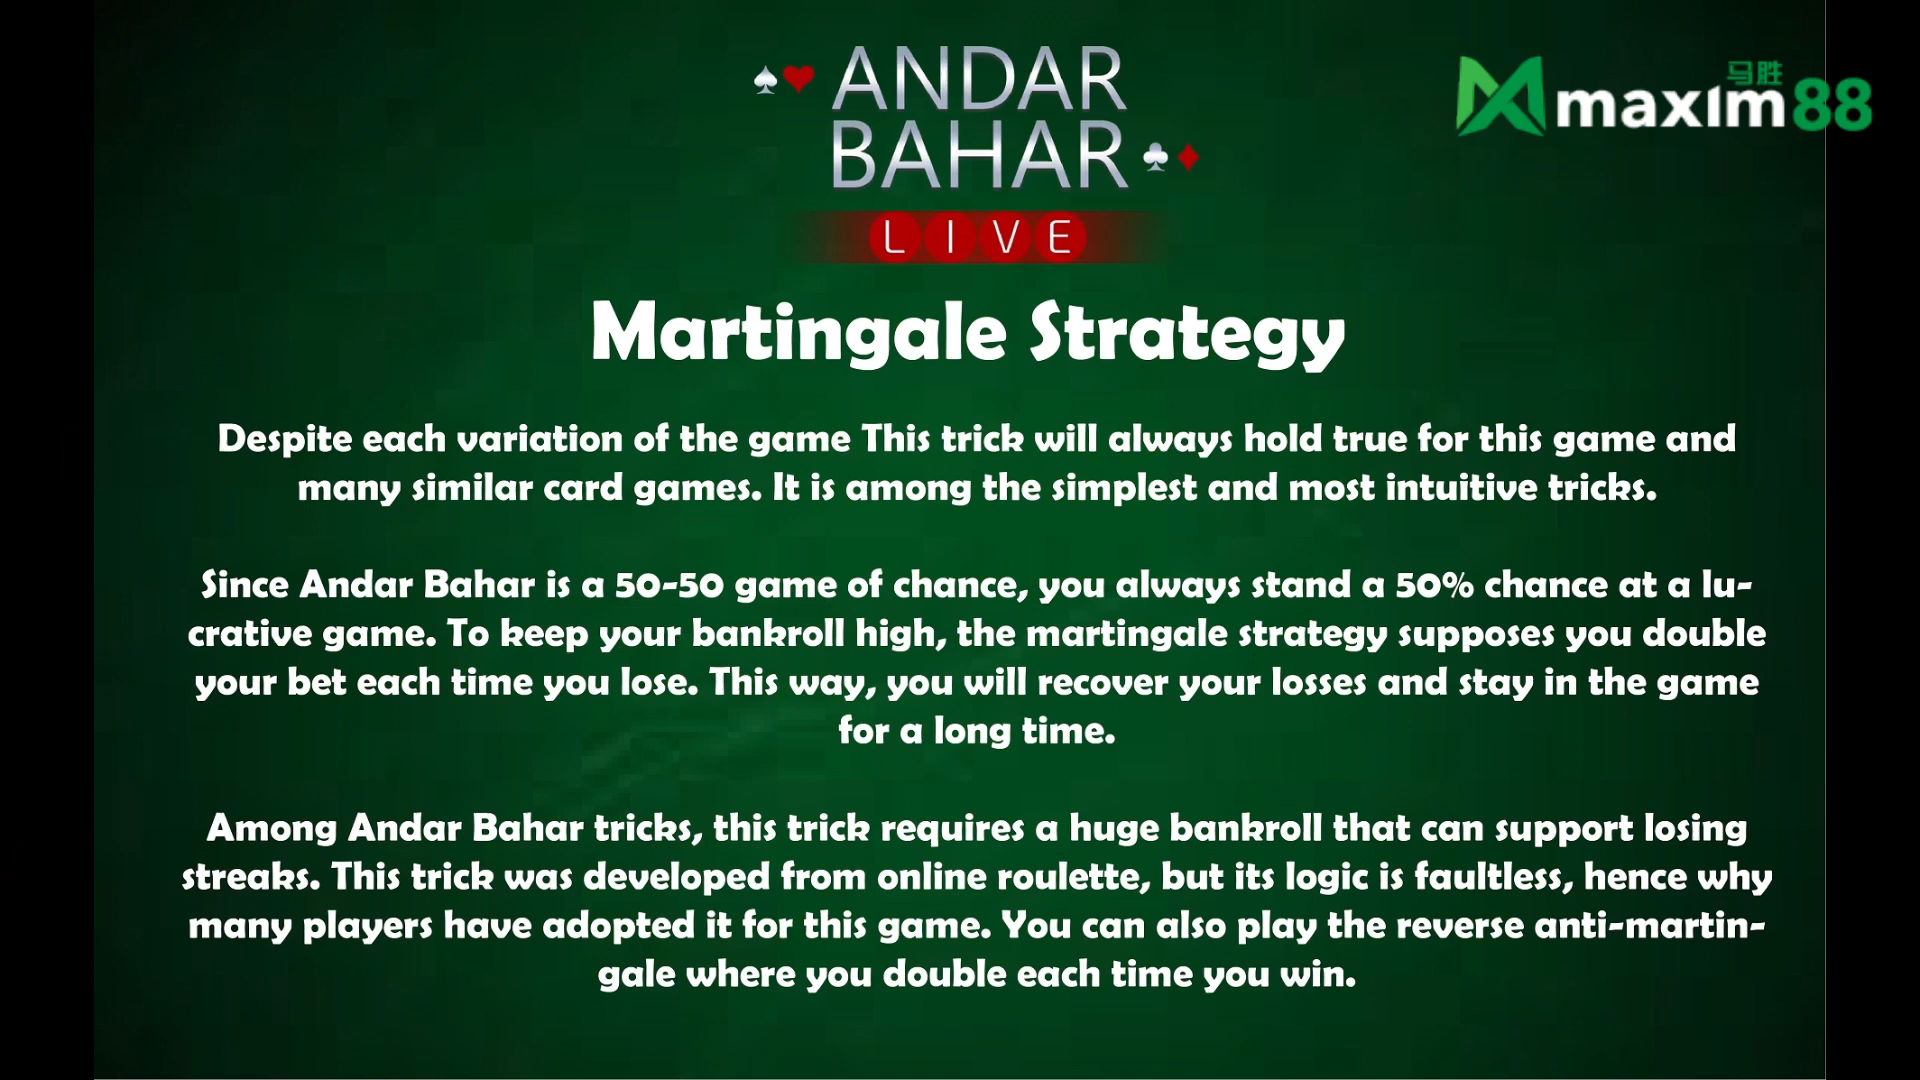 ANDAR
BAHAR
LIVE
马胜
maxim88
Martingale Strategy
Despite each variation of the game This trick will always hold true for this game and
many similar card games. It is among the simplest and most intuitive tricks.
Since Andar Bahar is a 50-50 game of chance, you always stand a 50% chance at a lu-
crative game. To keep your bankroll high, the martingale strategy supposes you double
your bet each time you lose. This way, you will recover your losses and stay in the game
for a long time.
Among Andar Bahar tricks, this trick requires a huge bankroll that can support losing
streaks. This trick was developed from online roulette, but its logic is faultless, hence why
many players have adopted it for this game. You can also play the reverse anti-martin-
gale where you double each time you win.